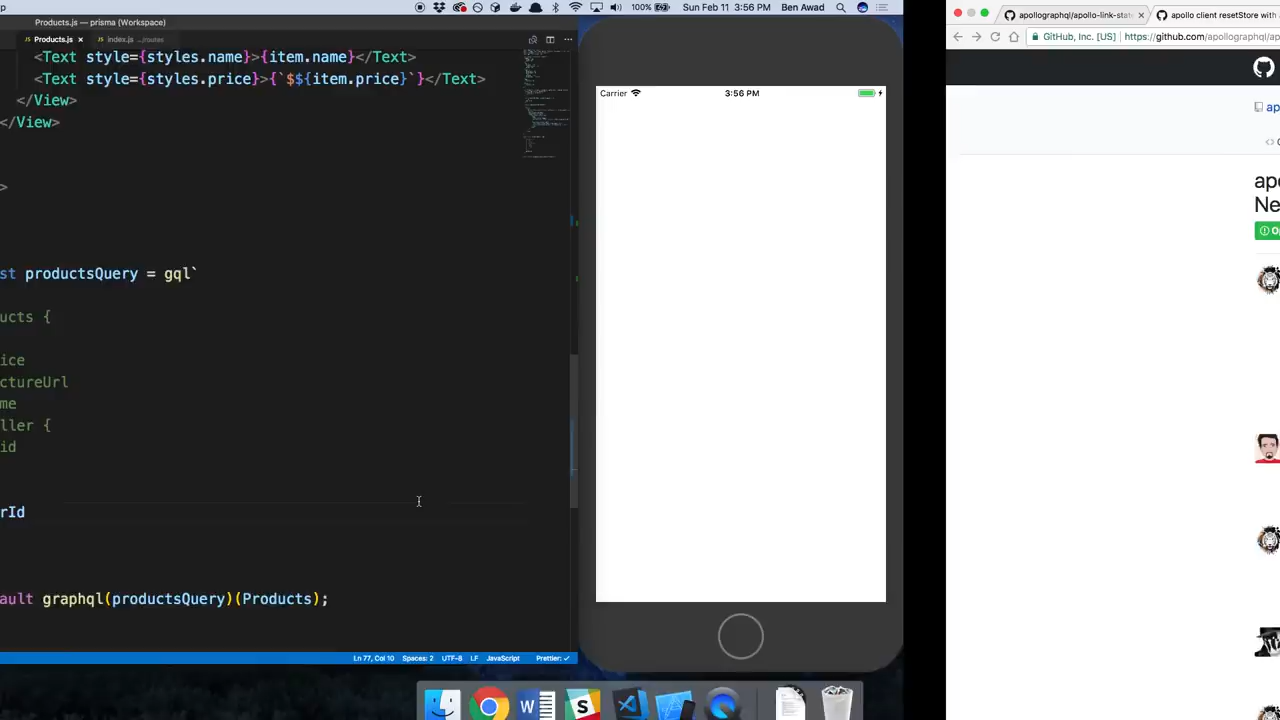 p
100%
Sun Feb 11 3:56 PM
Ben Awad
Products.js — prisma (Workspace)
Products.js ×
index.js .../routes
<Text style={styles.name}>{item.name}</Text>
<Text style={styles.price}>{`$${item.price}`}</Text>
</View>
</View>
>
st productsQuery = gql`
ucts {
ice
ctureUrl
me
ller {
id
rId
ault graphql(productsQuery)(Products);
Ln 77, Col 10
Spaces: 2
UTF-8
LF
JavaScript
Prettier: ✓
Carrier
3:56 PM
apollographql/apollo-link-stat
apollo client resetStore with
GitHub, Inc. [US]
https://github.com/apollographql/ap
ap
apo
Ne
Op
W
S